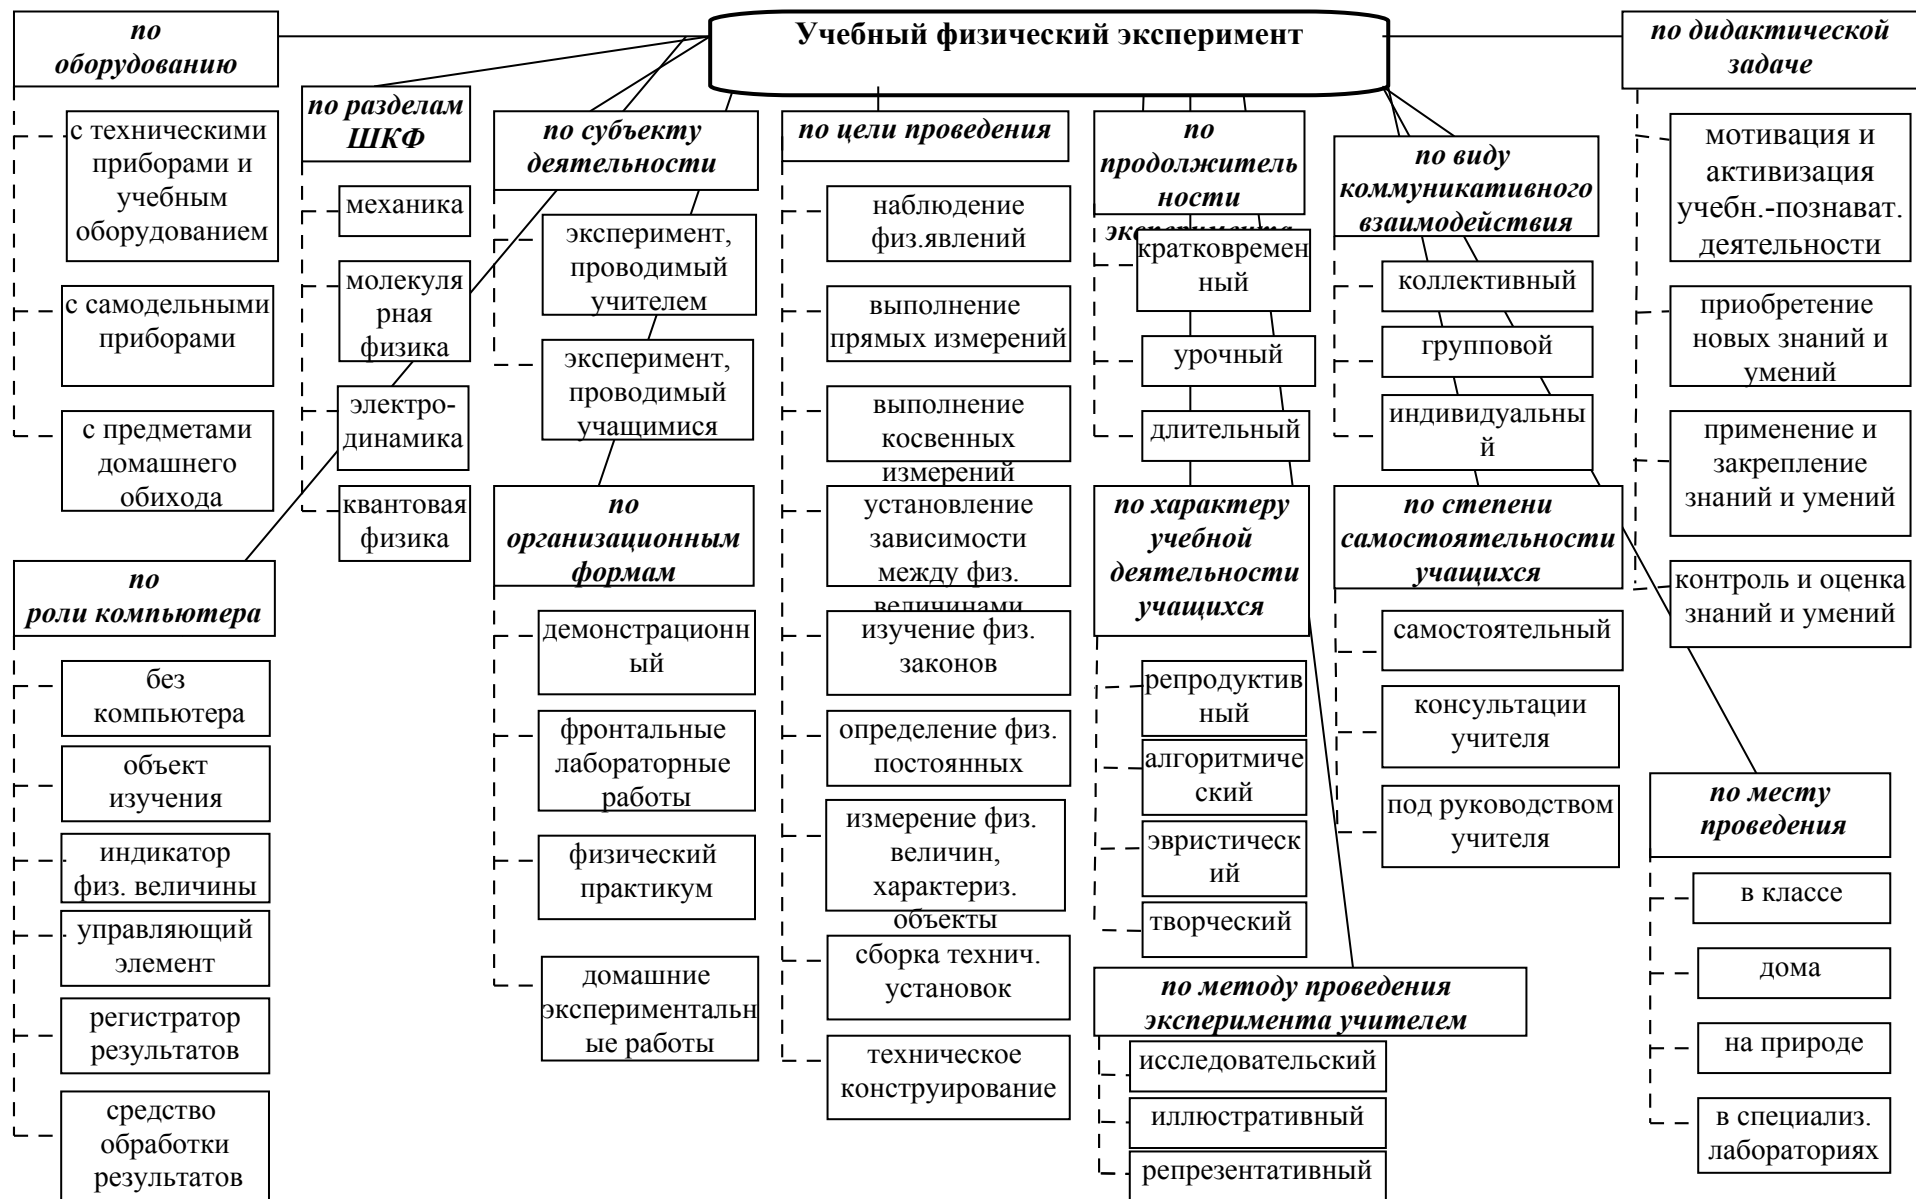 Учебный физический эксперимент
по
оборудованию
с техническими
приборами и
учебным
оборудованием
с самодельными
приборами
с предметами
домашнего
обихода
по
роли компьютера
без
компьютера
объект
изучения
индикатор
физ. величины
управляющий
элемент
регистратор
результатов
средство
обработки
результатов
по разделам
ШКФ
механика
молекуля
рная
физика
электро-
динамика
квантовая
физика
по субъекту
деятельности
эксперимент,
проводимый
учителем
эксперимент,
проводимый
учащимися
по
организационным
формам
демонстрационн
ый
фронтальные
лабораторные
работы
физический
практикум
домашние
экспериментальн
ые работы
по цели проведения
наблюдение
физ.явлений
выполнение
прямых измерений
выполнение
косвенных
измерений
установление
зависимости
между физ.
величинами
изучение физ.
законов
определение физ.
постоянных
измерение физ.
величин,
характериз.
объекты
сборка технич.
установок
техническое
конструирование
по
продолжитель
ности
эксперимента
кратковремен
ный
урочный
длительный
по характеру
учебной
деятельности
учащихся
репродуктив
ный
алгоритмиче
ский
эвристическ
ий
творческий
по методу проведения
эксперимента учителем
исследовательский
иллюстративный
репрезентативный
по виду
коммуникативного
взаимодействия
коллективный
групповой
индивидуальны
й
по степени
самостоятельности
учащихся
самостоятельный
консультации
учителя
под руководством
учителя
по дидактической
задаче
мотивация и
активизация
учебн.-познават.
деятельности
приобретение
новых знаний и
умений
применение и
закрепление
знаний и умений
контроль и оценка
знаний и умений
по месту
проведения
в классе
дома
на природе
в специализ.
лабораториях